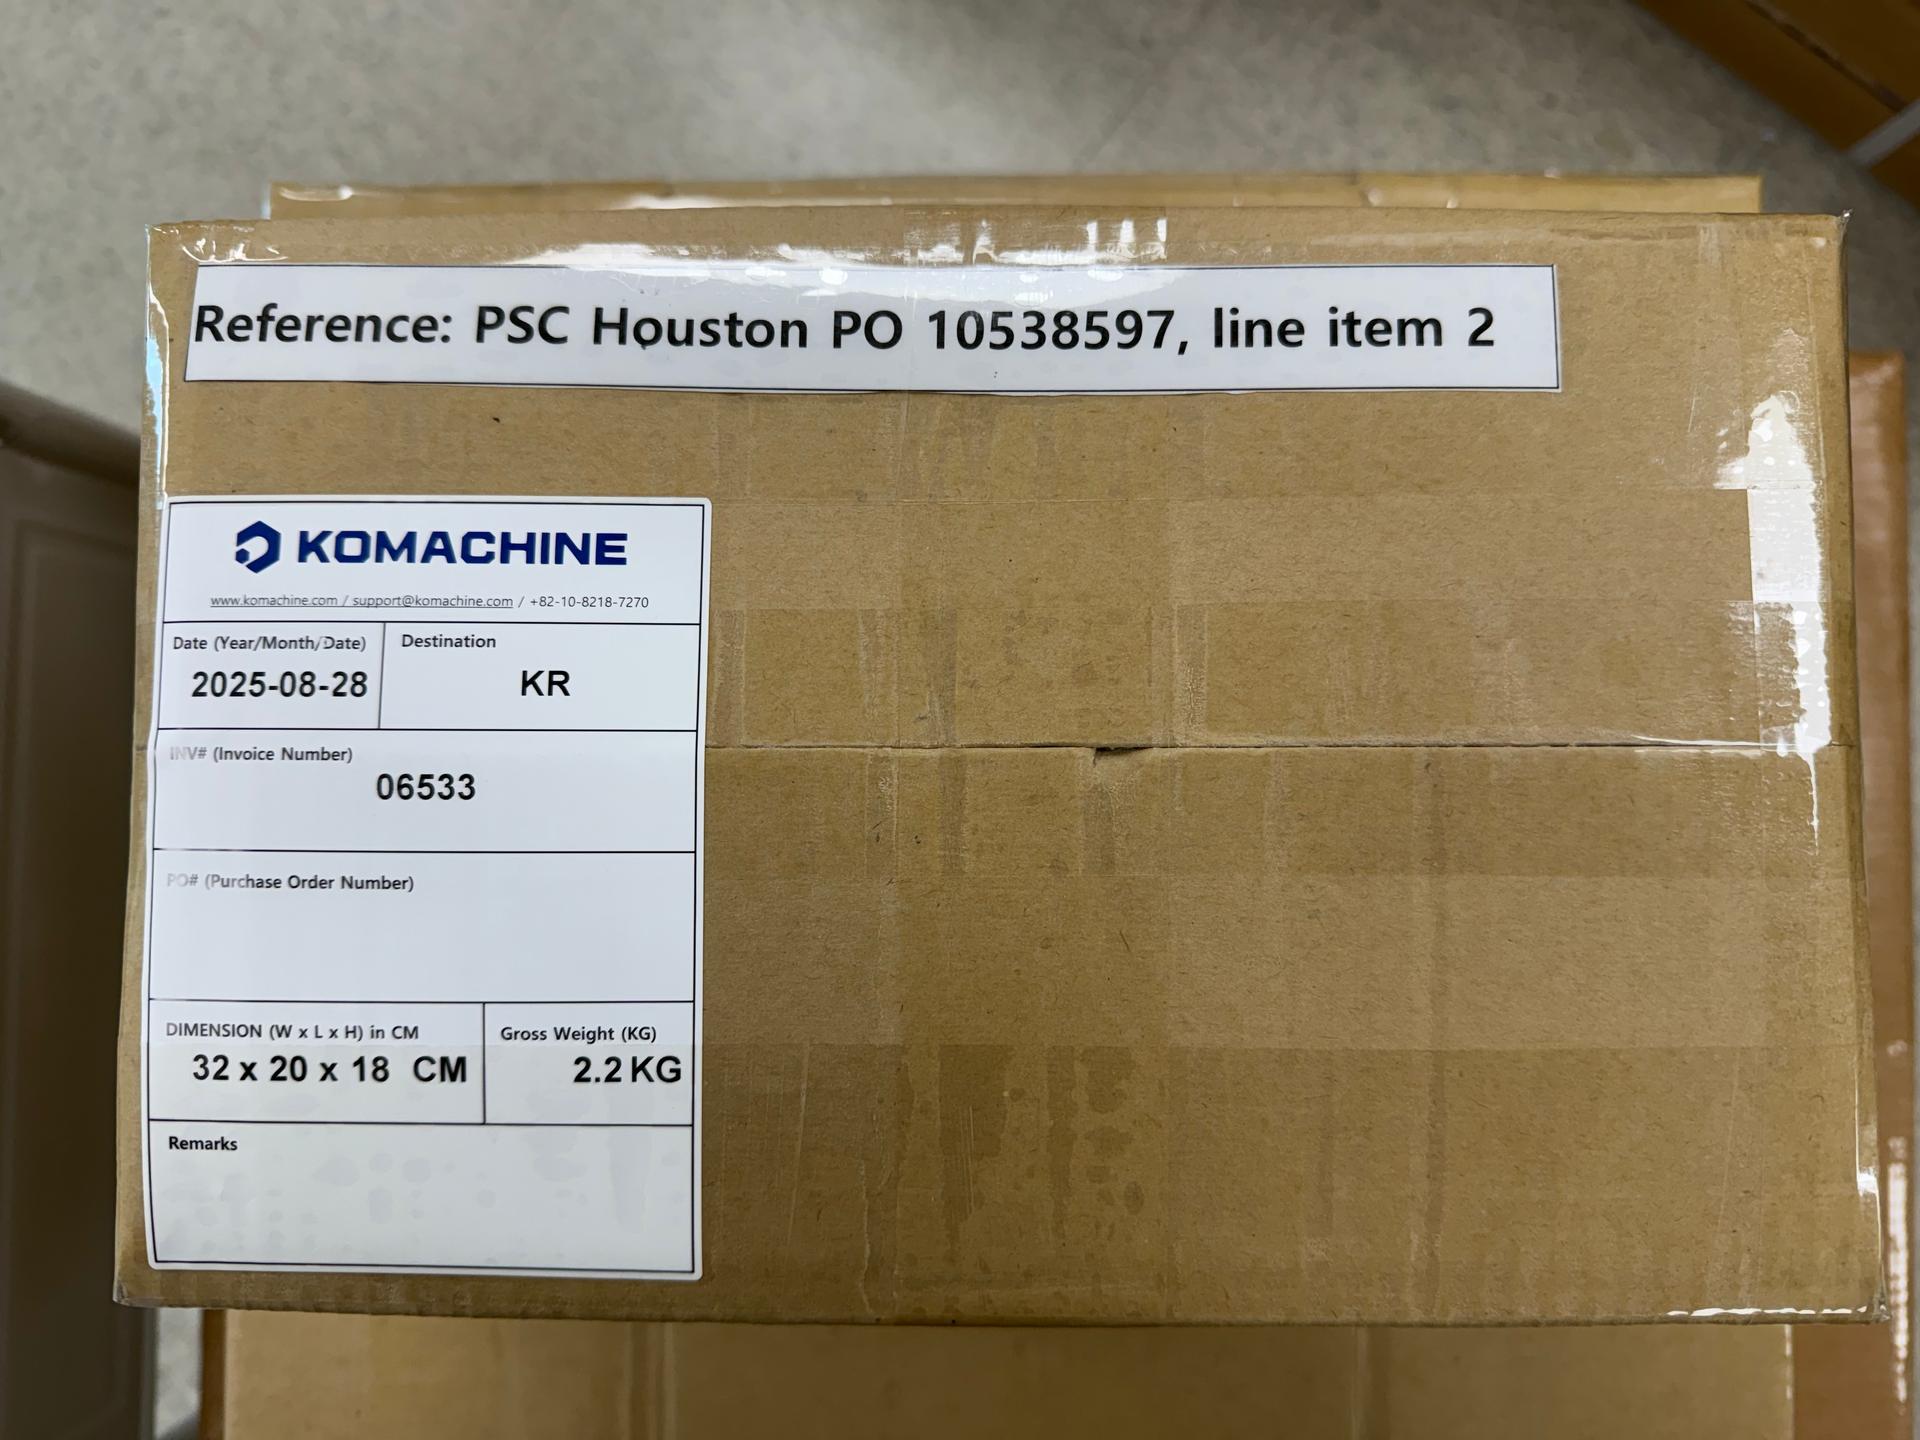 Reference: PSC Houston PO 10538597, line item 2
KOMACHINE
www.komachine.com / support@komachine.com / +82-10-8218-7270
Date (Year/Month/Date) Destination
2025-08-28 KR
INV# (Invoice Number)
06533
PO# (Purchase Order Number)
DIMENSION (W x L x H) in CM Gross Weight (KG)
32 x 20 x 18 CM 2.2 KG
Remarks